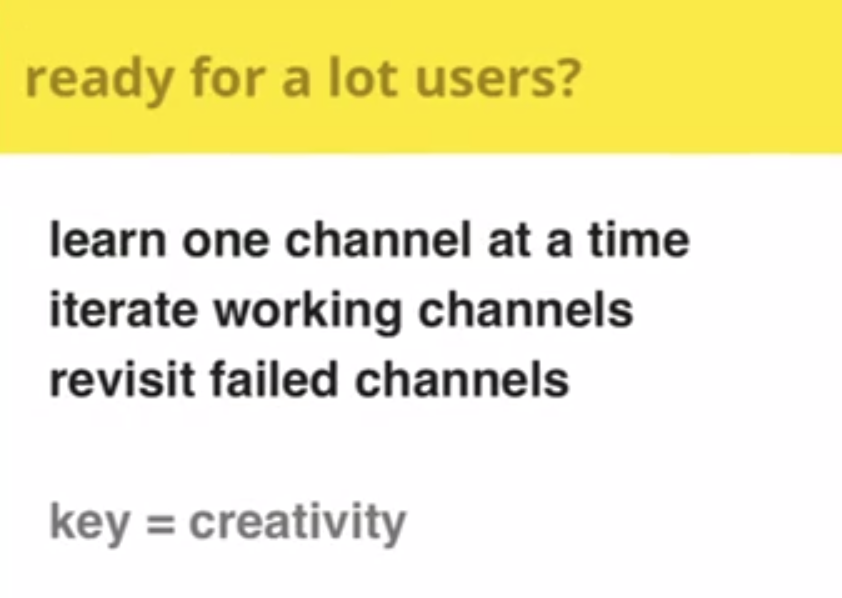 ready for a lot users?
learn one channel at a time
iterate working channels
revisit failed channels
key = creativity